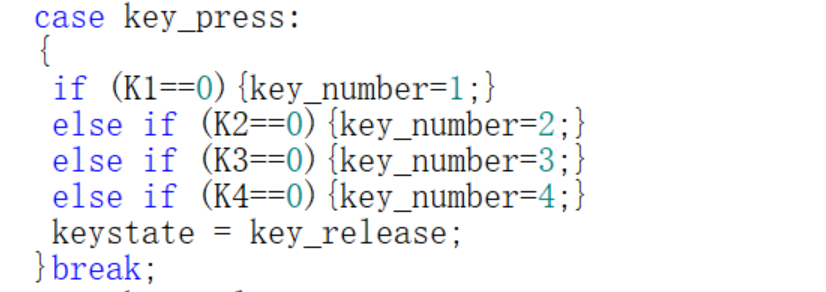 case key_press:
{
if (K1==0){key_number=1;}
else if (K2==0){key_number=2;}
else if (K3==0){key_number=3;}
else if (K4==0){key_number=4;}
keystate = key_release;
}break;